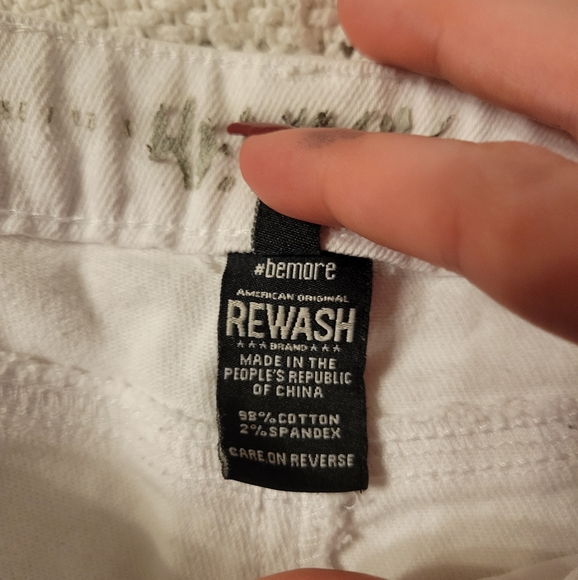 #bemore
AMERICAN ORIGINAL
REWASH
BRAND
MADE IN THE
PEOPLE'S REPUBLIC
OF CHINA
98% COTTON
2% SPANDEX
CARE ON REVERSE